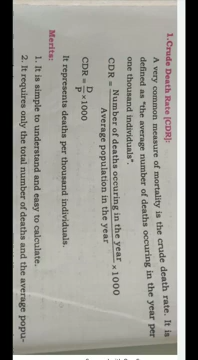 1. Crude Death Rate [CDR]:
A very common measure of mortality is the crude death rate. It is
defined as "the average number of deaths occuring in the year per
one thousand individuals".
CDR = Number of deaths occuring in the year / Average population in the year × 1000
CDR = D/P × 1000
It represents deaths per thousand individuals.
Merits:
1. It is simple to understand and easy to calculate.
2. It requires only the total number of deaths and the average popu-